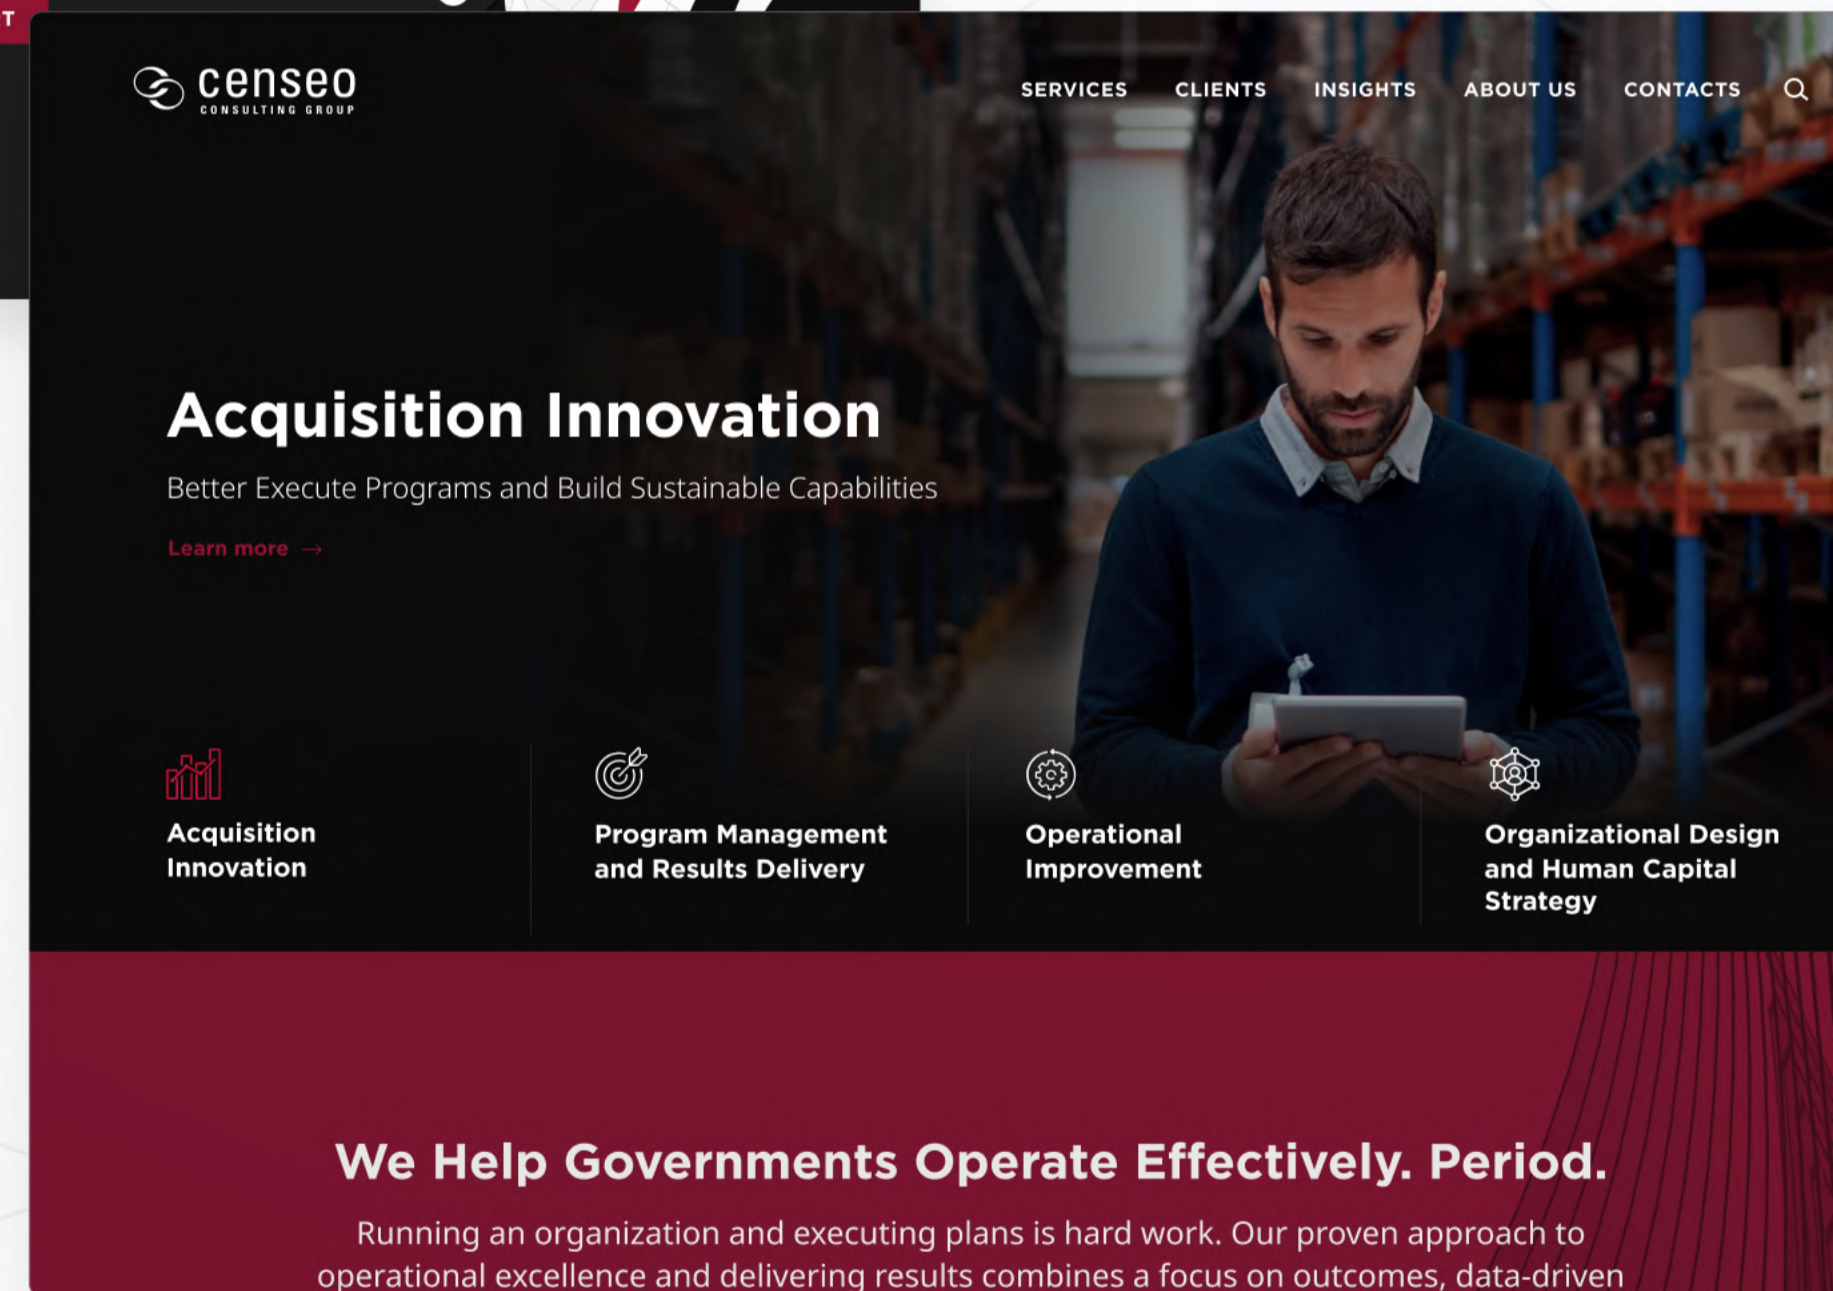 T
censeo
CONSULTING GROUP
SERVICES CLIENTS INSIGHTS ABOUT US CONTACTS
Acquisition Innovation
Better Execute Programs and Build Sustainable Capabilities
Learn more →
Acquisition
Innovation
Program Management
and Results Delivery
Operational
Improvement
Organizational Design
and Human Capital
Strategy
We Help Governments Operate Effectively. Period.
Running an organization and executing plans is hard work. Our proven approach to
operational excellence and delivering results combines a focus on outcomes, data-driven